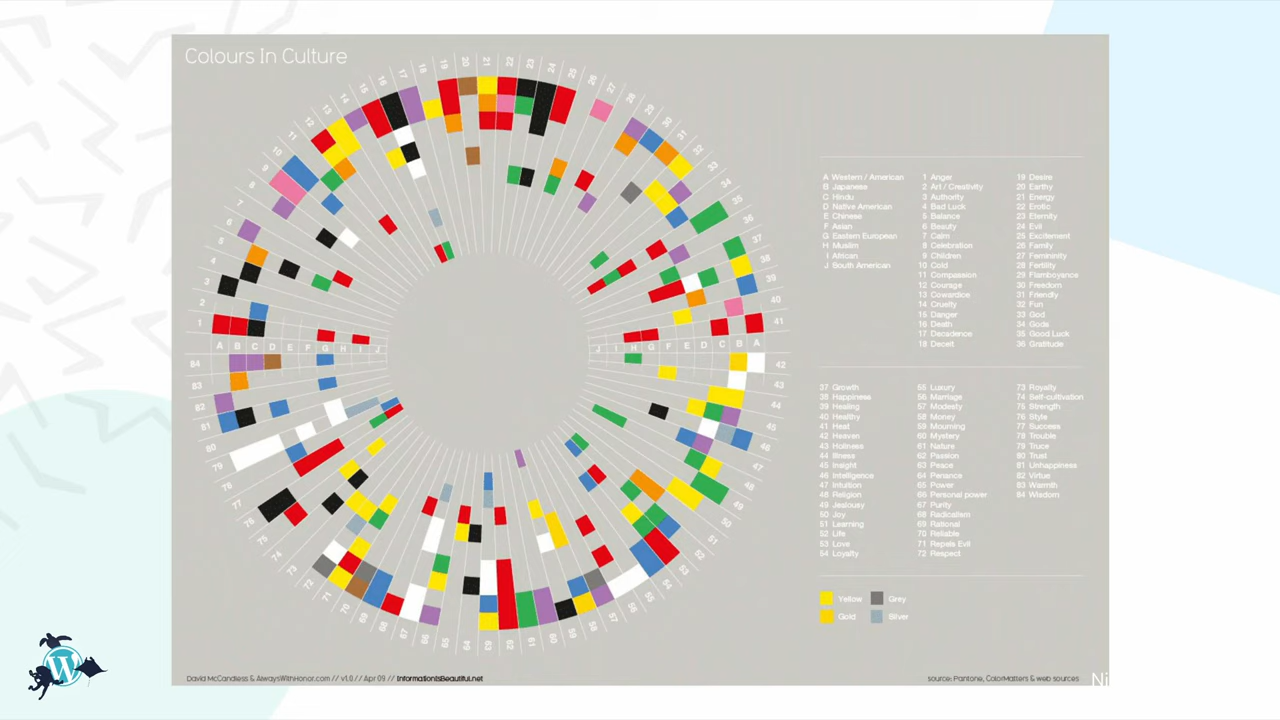 Colours In Culture
A Western / American
B Japanese
C Hindu
D Native American
E Chinese
F Asian
G Eastern European
H Muslim
I African
J South American
1 Anger
2 Art / Creativity
3 Authority
4 Bad Luck
5 Balance
6 Beauty
7 Calm
8 Celebration
9 Children
10 Cold
11 Compassion
12 Courage
13 Cowardice
14 Cruelty
15 Danger
16 Death
17 Decadence
18 Deceit
19 Desire
20 Earthy
21 Energy
22 Erotic
23 Eternity
24 Evil
25 Excitement
26 Family
27 Femininity
28 Fertility
29 Flamboyance
30 Freedom
31 Friendly
32 Fun
33 God
34 Gods
35 Good Luck
36 Gratitude
37 Growth
38 Happiness
39 Healing
40 Healthy
41 Heat
42 Heaven
43 Holiness
44 Illness
45 Insight
46 Intelligence
47 Intuition
48 Religion
49 Jealousy
50 Joy
51 Learning
52 Life
53 Love
54 Loyalty
55 Luxury
56 Marriage
57 Modesty
58 Money
59 Mourning
60 Mystery
61 Nature
62 Passion
63 Peace
64 Penance
65 Power
66 Personal power
67 Purity
68 Radicalism
69 Rational
70 Reliable
71 Repels Evil
72 Respect
73 Royalty
74 Self-cultivation
75 Strength
76 Style
77 Success
78 Trouble
79 Truce
80 Trust
81 Unhappiness
82 Virtue
83 Warmth
84 Wisdom
Yellow
Gold
Grey
Silver
David McCandless & AlwaysWithHonor.com // v1.0 // Apr 09 // InformationIsBeautiful.net
source: Pantone, ColorMatters & web sources
Ni